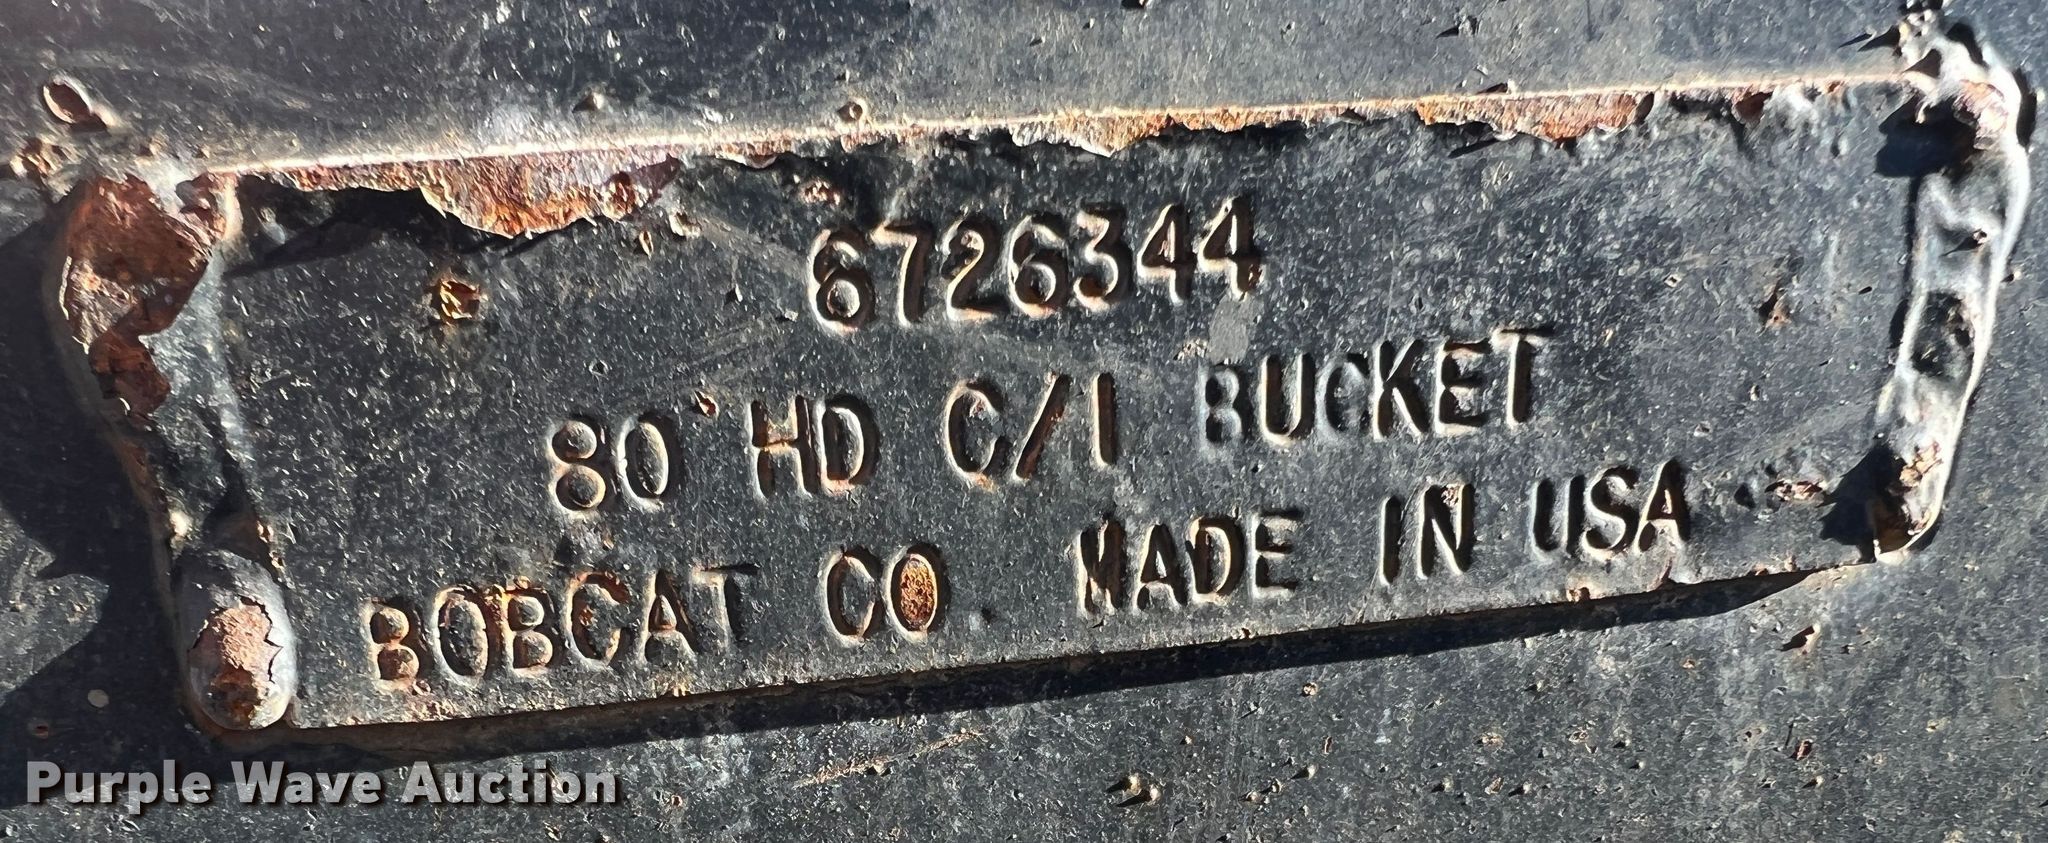 6726344
80" HD C/I BUCKET
BOBCAT CO. MADE IN USA
Purple Wave Auction